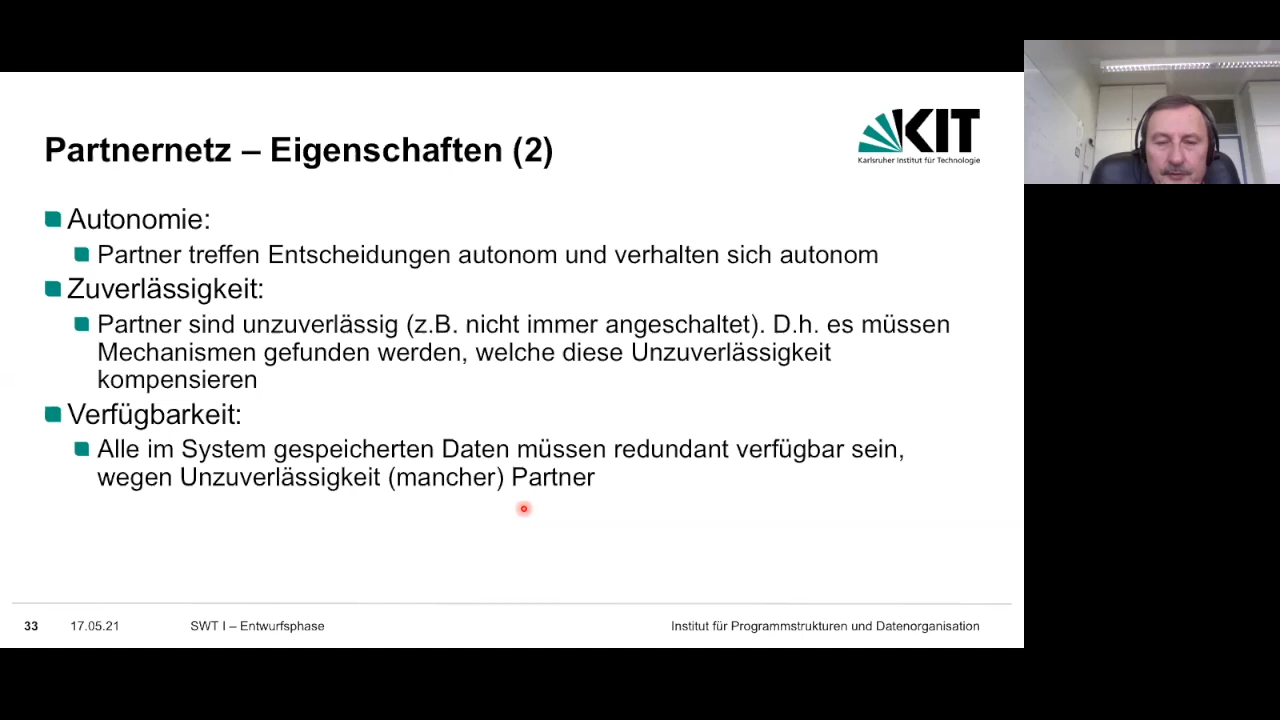 Partnernetz – Eigenschaften (2)
KIT
Karlsruher Institut für Technologie
Autonomie:
Partner treffen Entscheidungen autonom und verhalten sich autonom
Zuverlässigkeit:
Partner sind unzuverlässig (z.B. nicht immer angeschaltet). D.h. es müssen
Mechanismen gefunden werden, welche diese Unzuverlässigkeit
kompensieren
Verfügbarkeit:
Alle im System gespeicherten Daten müssen redundant verfügbar sein,
wegen Unzuverlässigkeit (mancher) Partner
33 17.05.21 SWT I – Entwurfsphase Institut für Programmstrukturen und Datenorganisation